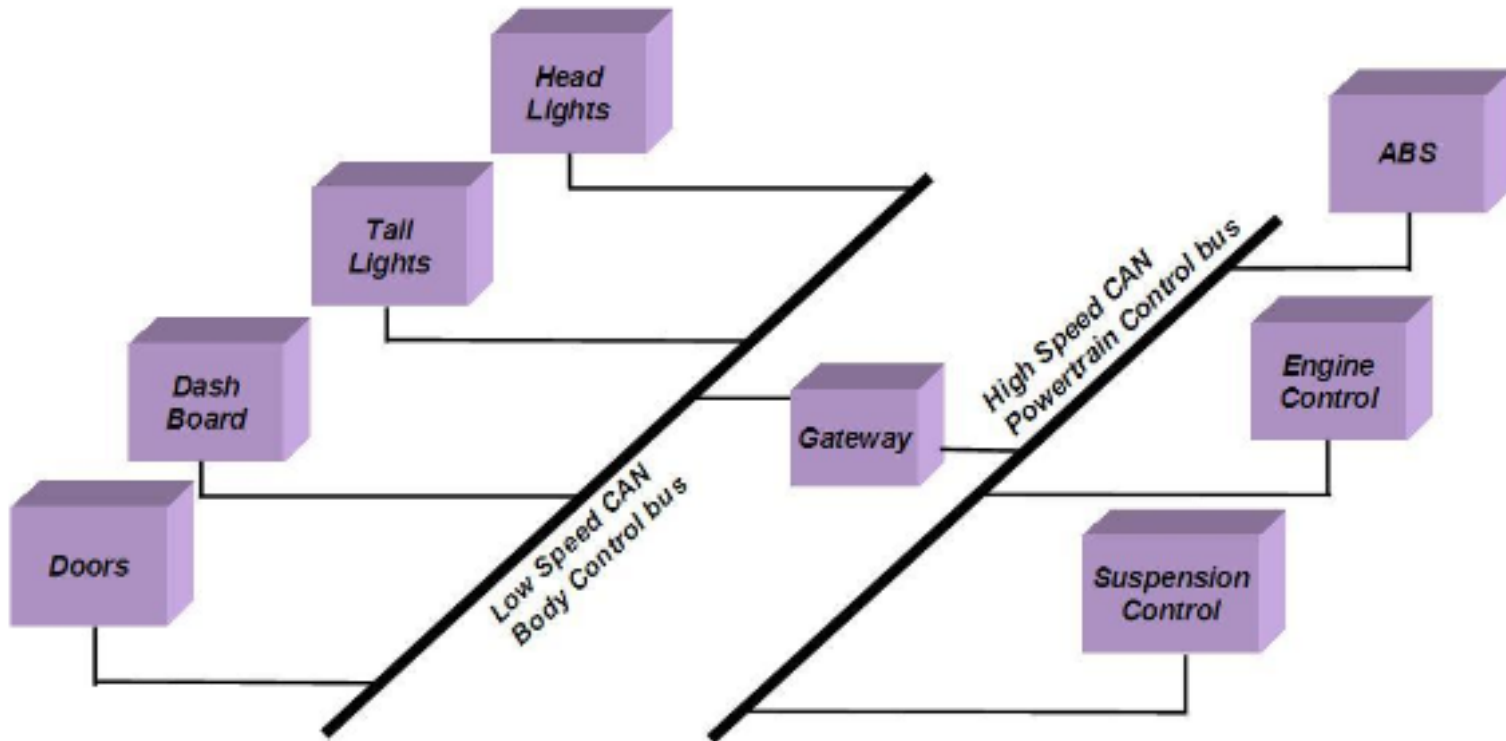 Head
Lights
Tail
Lights
Dash
Board
Doors
Low Speed CAN
Body Control bus
Gateway
High Speed CAN
Powertrain Control bus
ABS
Engine
Control
Suspension
Control